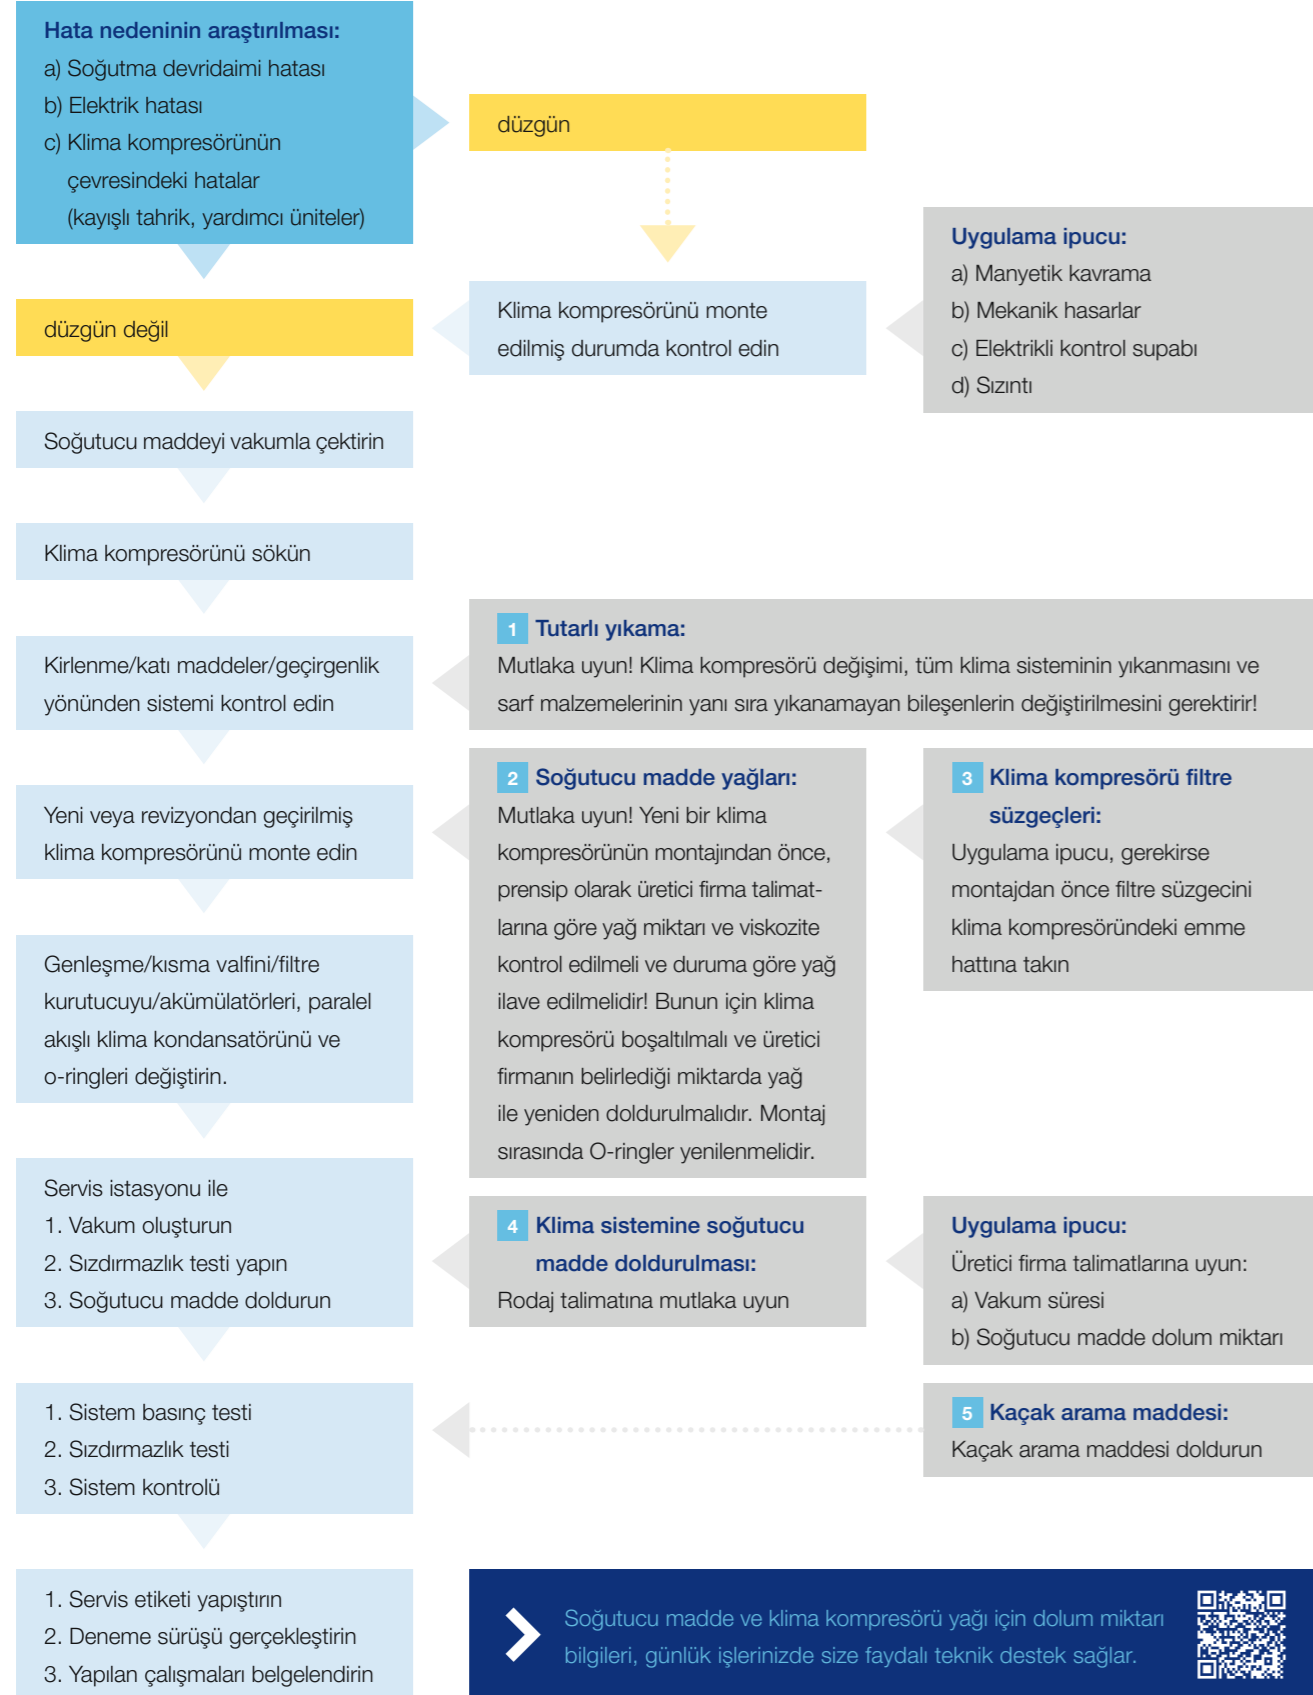 Hata nedeninin araştırılması:
a) Soğutma devridaimi hatası
b) Elektrik hatası
c) Klima kompresörünün
çevresindeki hatalar
(kayışlı tahrik, yardımcı üniteler)
düzgün
düzgün değil
Klima kompresörünü monte
edilmiş durumda kontrol edin
Uygulama ipucu:
a) Manyetik kavrama
b) Mekanik hasarlar
c) Elektrikli kontrol supabı
d) Sızıntı
Soğutucu maddeyi vakumla çektirin
Klima kompresörünü sökün
Kirlenme/katı maddeler/geçirgenlik
yönünden sistemi kontrol edin
1 Tutarlı yıkama:
Mutlaka uyun! Klima kompresörü değişimi, tüm klima sisteminin yıkanmasını ve
sarf malzemelerinin yanı sıra yıkanamayan bileşenlerin değiştirilmesini gerektirir!
Yeni veya revizyondan geçirilmiş
klima kompresörünü monte edin
2 Soğutucu madde yağları:
Mutlaka uyun! Yeni bir klima
kompresörünün montajından önce,
prensip olarak üretici firma talimat-
larına göre yağ miktarı ve viskozite
kontrol edilmeli ve duruma göre yağ
ilave edilmelidir! Bunun için klima
kompresörü boşaltılmalı ve üretici
firmanın belirlediği miktarda yağ
ile yeniden doldurulmalıdır. Montaj
sırasında O-ringler yenilenmelidir.
3 Klima kompresörü filtre
süzgeçleri:
Uygulama ipucu, gerekirse
montajdan önce filtre süzgecini
klima kompresöründeki emme
hattına takın
Genleşme/kısma valfini/filtre
kurutucuyu/akümülatörleri, paralel
akışlı klima kondansatörünü ve
o-ringleri değiştirin.
Servis istasyonu ile
1. Vakum oluşturun
2. Sızdırmazlık testi yapın
3. Soğutucu madde doldurun
4 Klima sistemine soğutucu
madde doldurulması:
Rodaj talimatına mutlaka uyun
Uygulama ipucu:
Üretici firma talimatlarına uyun:
a) Vakum süresi
b) Soğutucu madde dolum miktarı
1. Sistem basınç testi
2. Sızdırmazlık testi
3. Sistem kontrolü
5 Kaçak arama maddesi:
Kaçak arama maddesi doldurun
1. Servis etiketi yapıştırın
2. Deneme sürüşü gerçekleştirin
3. Yapılan çalışmaları belgelendirin
Soğutucu madde ve klima kompresörü yağı için dolum miktarı
bilgileri, günlük işlerinizde size faydalı teknik destek sağlar.